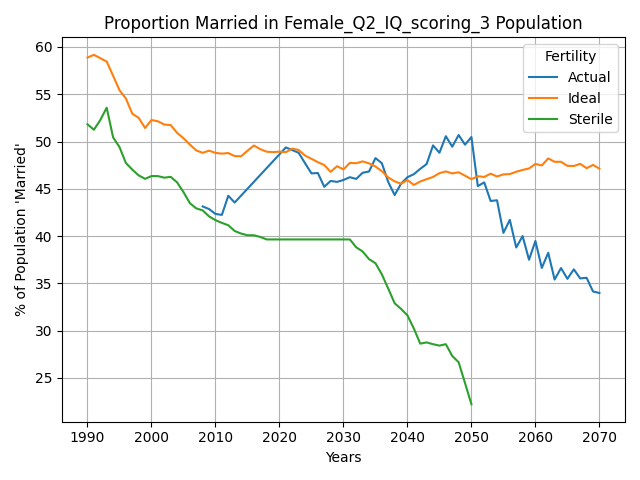 Proportion Married in Female_Q2_IQ_scoring_3 Population
% of Population 'Married'
60
55
50
45
40
35
30
25
Fertility
Actual
Ideal
Sterile
1990 2000 2010 2020 2030 2040 2050 2060 2070
Years